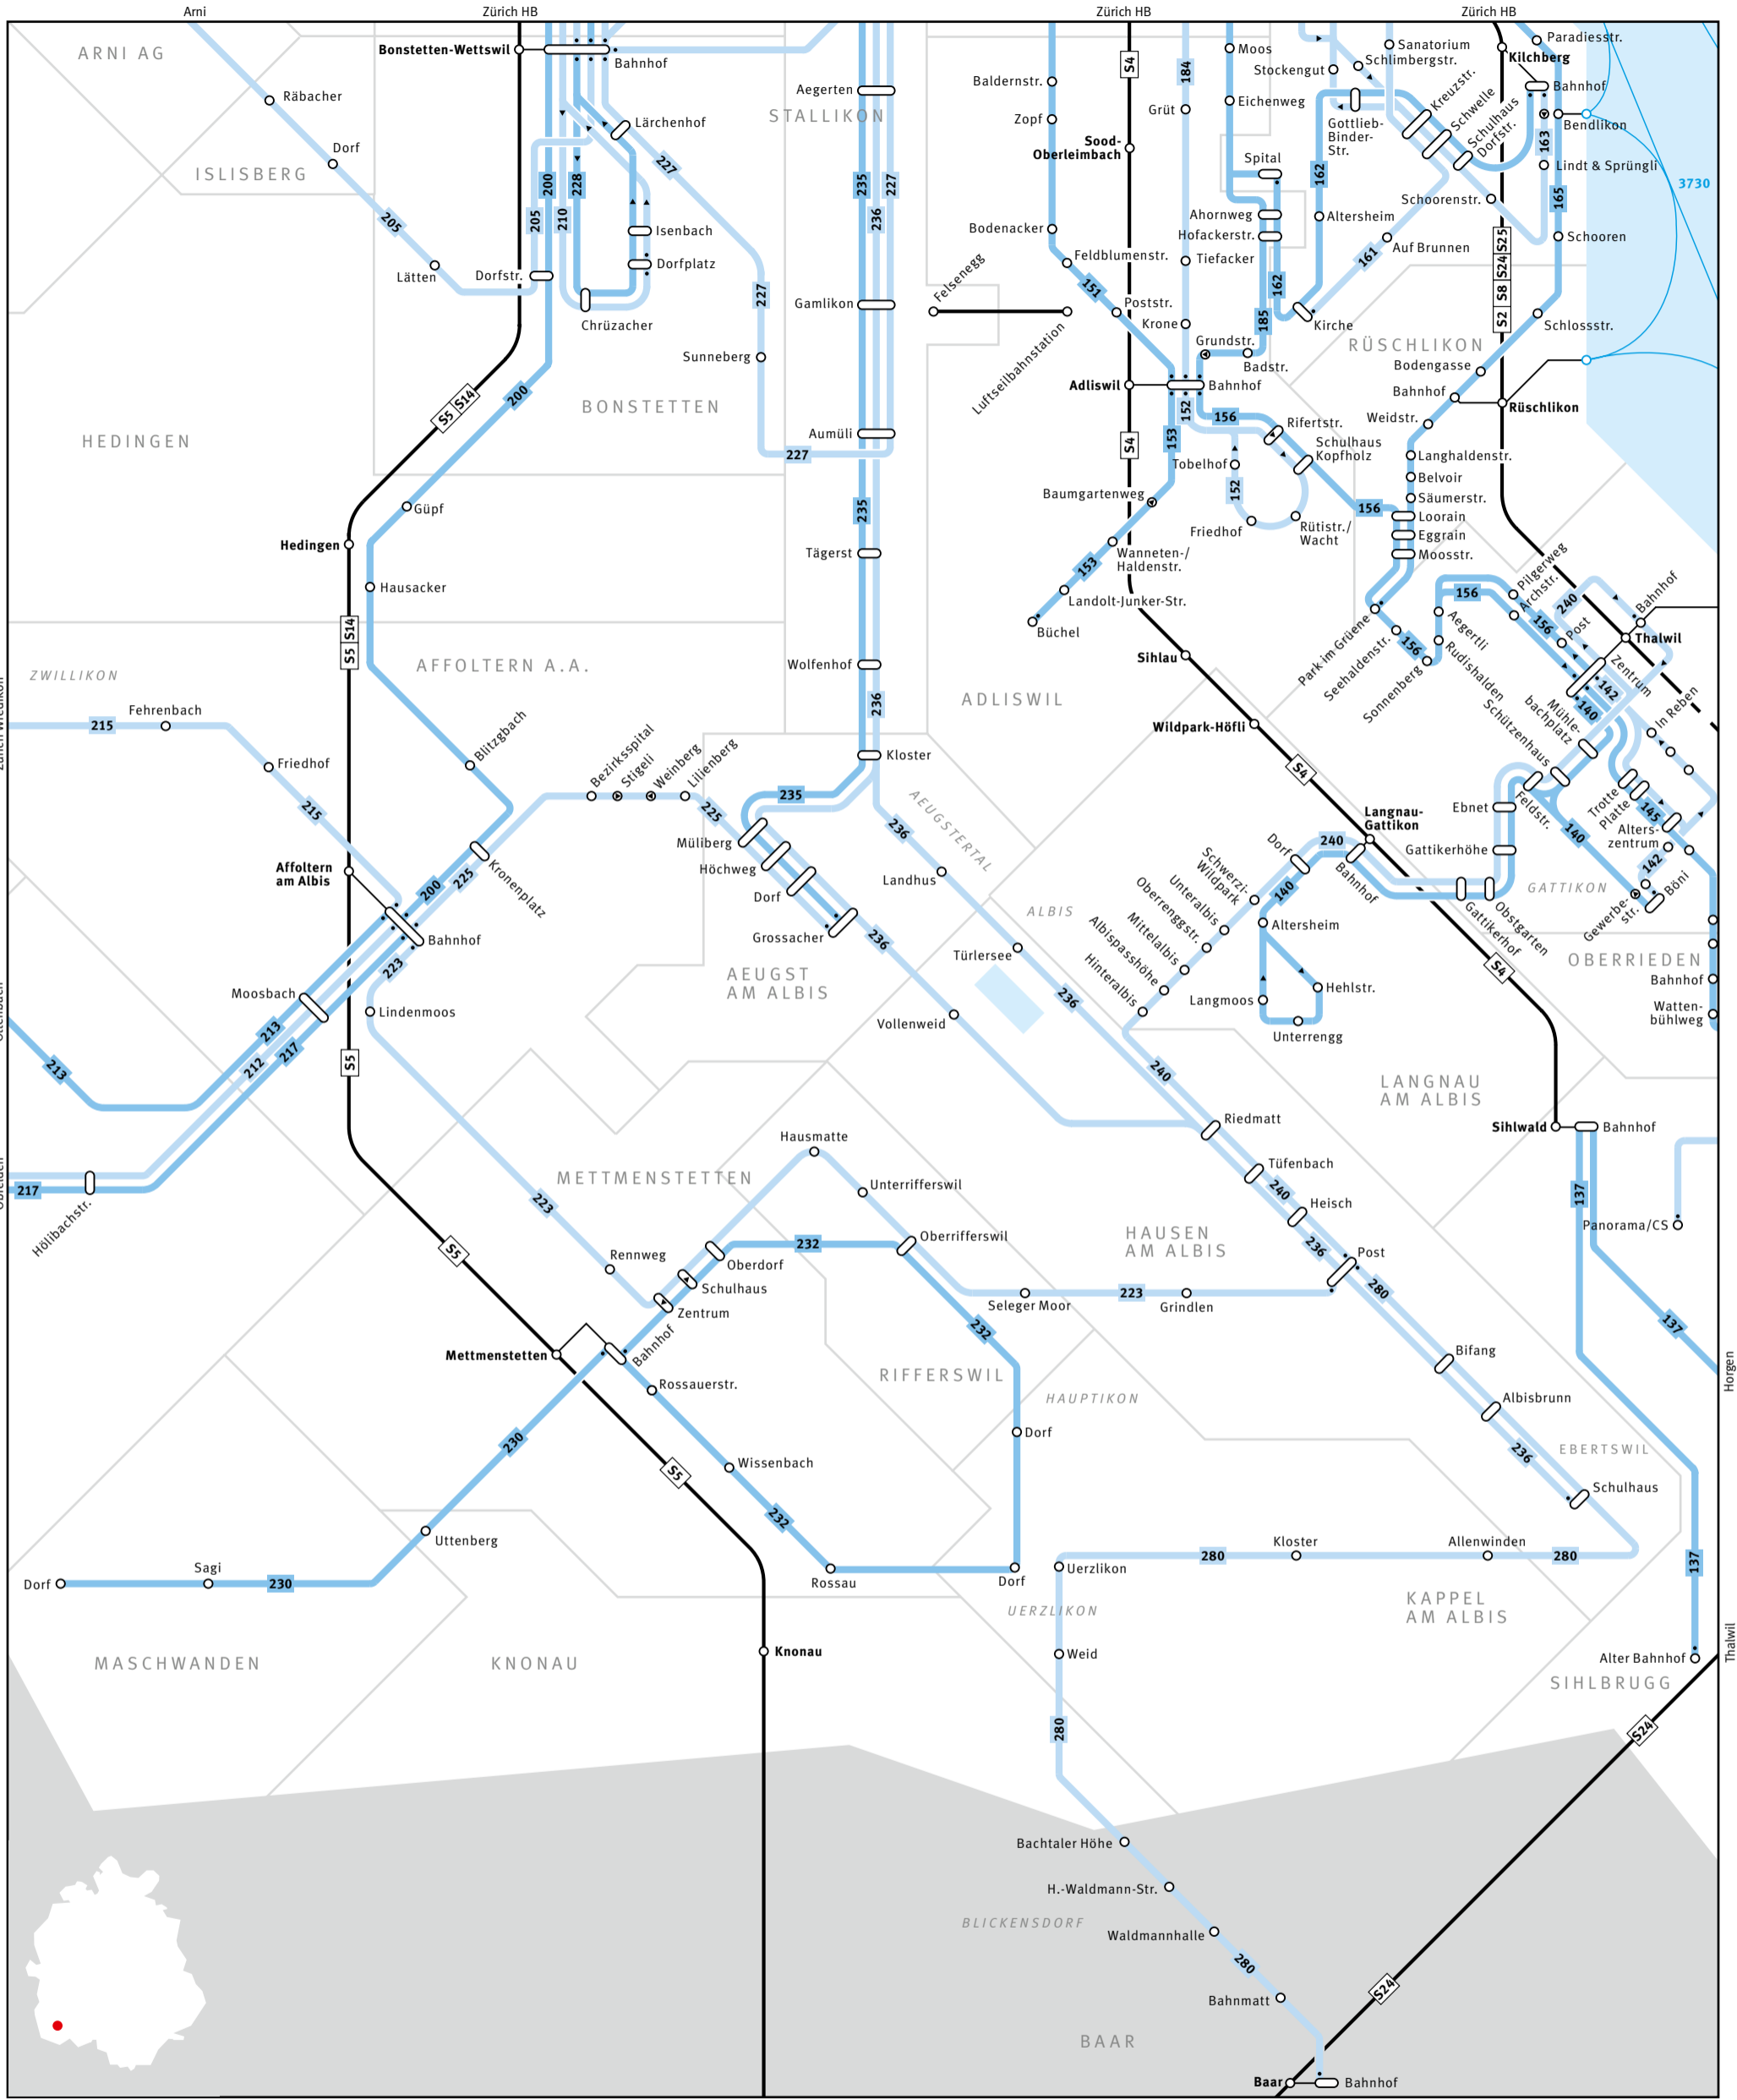 Arni
Zürich HB
Zürich HB
Zürich HB
ARNI AG
Bonstetten-Wettswil
Bahnhof
Räbacher
Dorf
ISLISBERG
205
Lätten
Dorfstr.
205
200
210
228
Lärchenhof
227
Isenbach
Dorfplatz
Chrüzacher
227
Sunneberg
STALLIKON
Aegerten
235
236
227
Gamlikon
Aumüli
227
235
Tägerst
Wolfenhof
236
Kloster
BONSTETTEN
HEDINGEN
S5 S14
200
Güpf
Hedingen
Hausacker
S5 S14
AFFOLTERN A.A.
ZWILLIKON
Fehrenbach
215
Friedhof
215
Blitzgbach
Affoltern
am Albis
200
225
Kronenplatz
Bahnhof
223
Lindenmoos
Moosbach
213
212
217
213
S5
217
Hölibachstr.
Bezirksspital
Stigeli
Weinberg
Lilienberg
225
235
Müliberg
Höchweg
Dorf
Grossacher
236
AEUGST
AM ALBIS
AEUGSTERTAL
236
Landhus
Türlersee
236
Vollenweid
Baldernstr.
Zopf
Bodenacker
Feldblumenstr.
151
Poststr.
Felsenegg
Luftseilbahnstation
S4
Sood-
Oberleimbach
184
Grüt
Tiefacker
Krone
Adliswil
Bahnhof
Grundstr.
Badstr.
185
162
Moos
Eichenweg
Spital
Ahornweg
Hofackerstr.
Kirche
Altersheim
162
161
Auf Brunnen
Stockengut
Sanatorium
Schlimbergstr.
Gottlieb-
Binder-
Str.
Kreuzstr.
Schwelle
Schulhaus
Dorfstr.
Schoorenstr.
Paradiesstr.
Kilchberg
Bahnhof
Bendlikon
163
Lindt & Sprüngli
165
Schooren
Schlossstr.
S2 S8 S24 S25
3730
RÜSCHLIKON
Bodengasse
Bahnhof
Rüschlikon
Weidstr.
Langhaldenstr.
Belvoir
Säumerstr.
Loorain
Eggrain
Moosstr.
156
Park im Grüene
Seehaldenstr.
156
Sonnenberg
Rudishalden
Aegertli
156
Pilgerweg
Archstr.
156
Post
240
Bahnhof
Thalwil
Zentrum
142
140
In Reben
Mühle-
bachplatz
Schützenhaus
Feldstr.
Trotte
Platte
145
Alters-
zentrum
142
140
Böni
Gewerbe-
str.
GATTIKON
Ebnet
Gattikerhöhe
Obstgarten
Gattikerhof
S4
153
152
156
Rifertstr.
Schulhaus
Kopfholz
Tobelhof
152
Friedhof
Rütistr./
Wacht
Baumgartenweg
Wanneten-/
Haldenstr.
153
Landolt-Junker-Str.
Büchel
ADLISWIL
Sihlau
Wildpark-Höfli
S4
Langnau-
Gattikon
Bahnhof
240
Dorf
140
Schwerzi-
Wildpark
Unteralbis
Oberrenggstr.
Mittelalbis
Albispasshöhe
Hinteralbis
ALBIS
Altersheim
Langmoos
Hehlstr.
Unterrengg
S4
OBERRIEDEN
Bahnhof
Watten-
bühlweg
LANGNAU
AM ALBIS
240
Riedmatt
Tüfenbach
240
Heisch
236
Post
280
HAUSEN
AM ALBIS
Sihlwald
Bahnhof
137
Panorama/CS
137
Horgen
Bifang
Albisbrunn
236
EBERTSWIL
Schulhaus
METTMENSTETTEN
Hausmatte
Unterrifferswil
Oberrifferswil
223
Rennweg
Oberdorf
Schulhaus
Zentrum
232
S5
Mettmenstetten
Bahnhof
Rossauerstr.
Seleger Moor
223
Grindlen
232
RIFFERSWIL
HAUPTIKON
Dorf
230
S5
Wissenbach
232
Uttenberg
Sagi
Dorf
230
Rossau
Dorf
Uerzlikon
280
Kloster
Allenwinden
280
137
UERZLIKON
KAPPEL
AM ALBIS
Weid
Knonau
MASCHWANDEN
KNONAU
Alter Bahnhof
SIHLBRUGG
Thalwil
S24
280
Bachtaler Höhe
H.-Waldmann-Str.
BLICKENSDORF
Waldmannhalle
280
Bahnmatt
S24
BAAR
Baar
Bahnhof